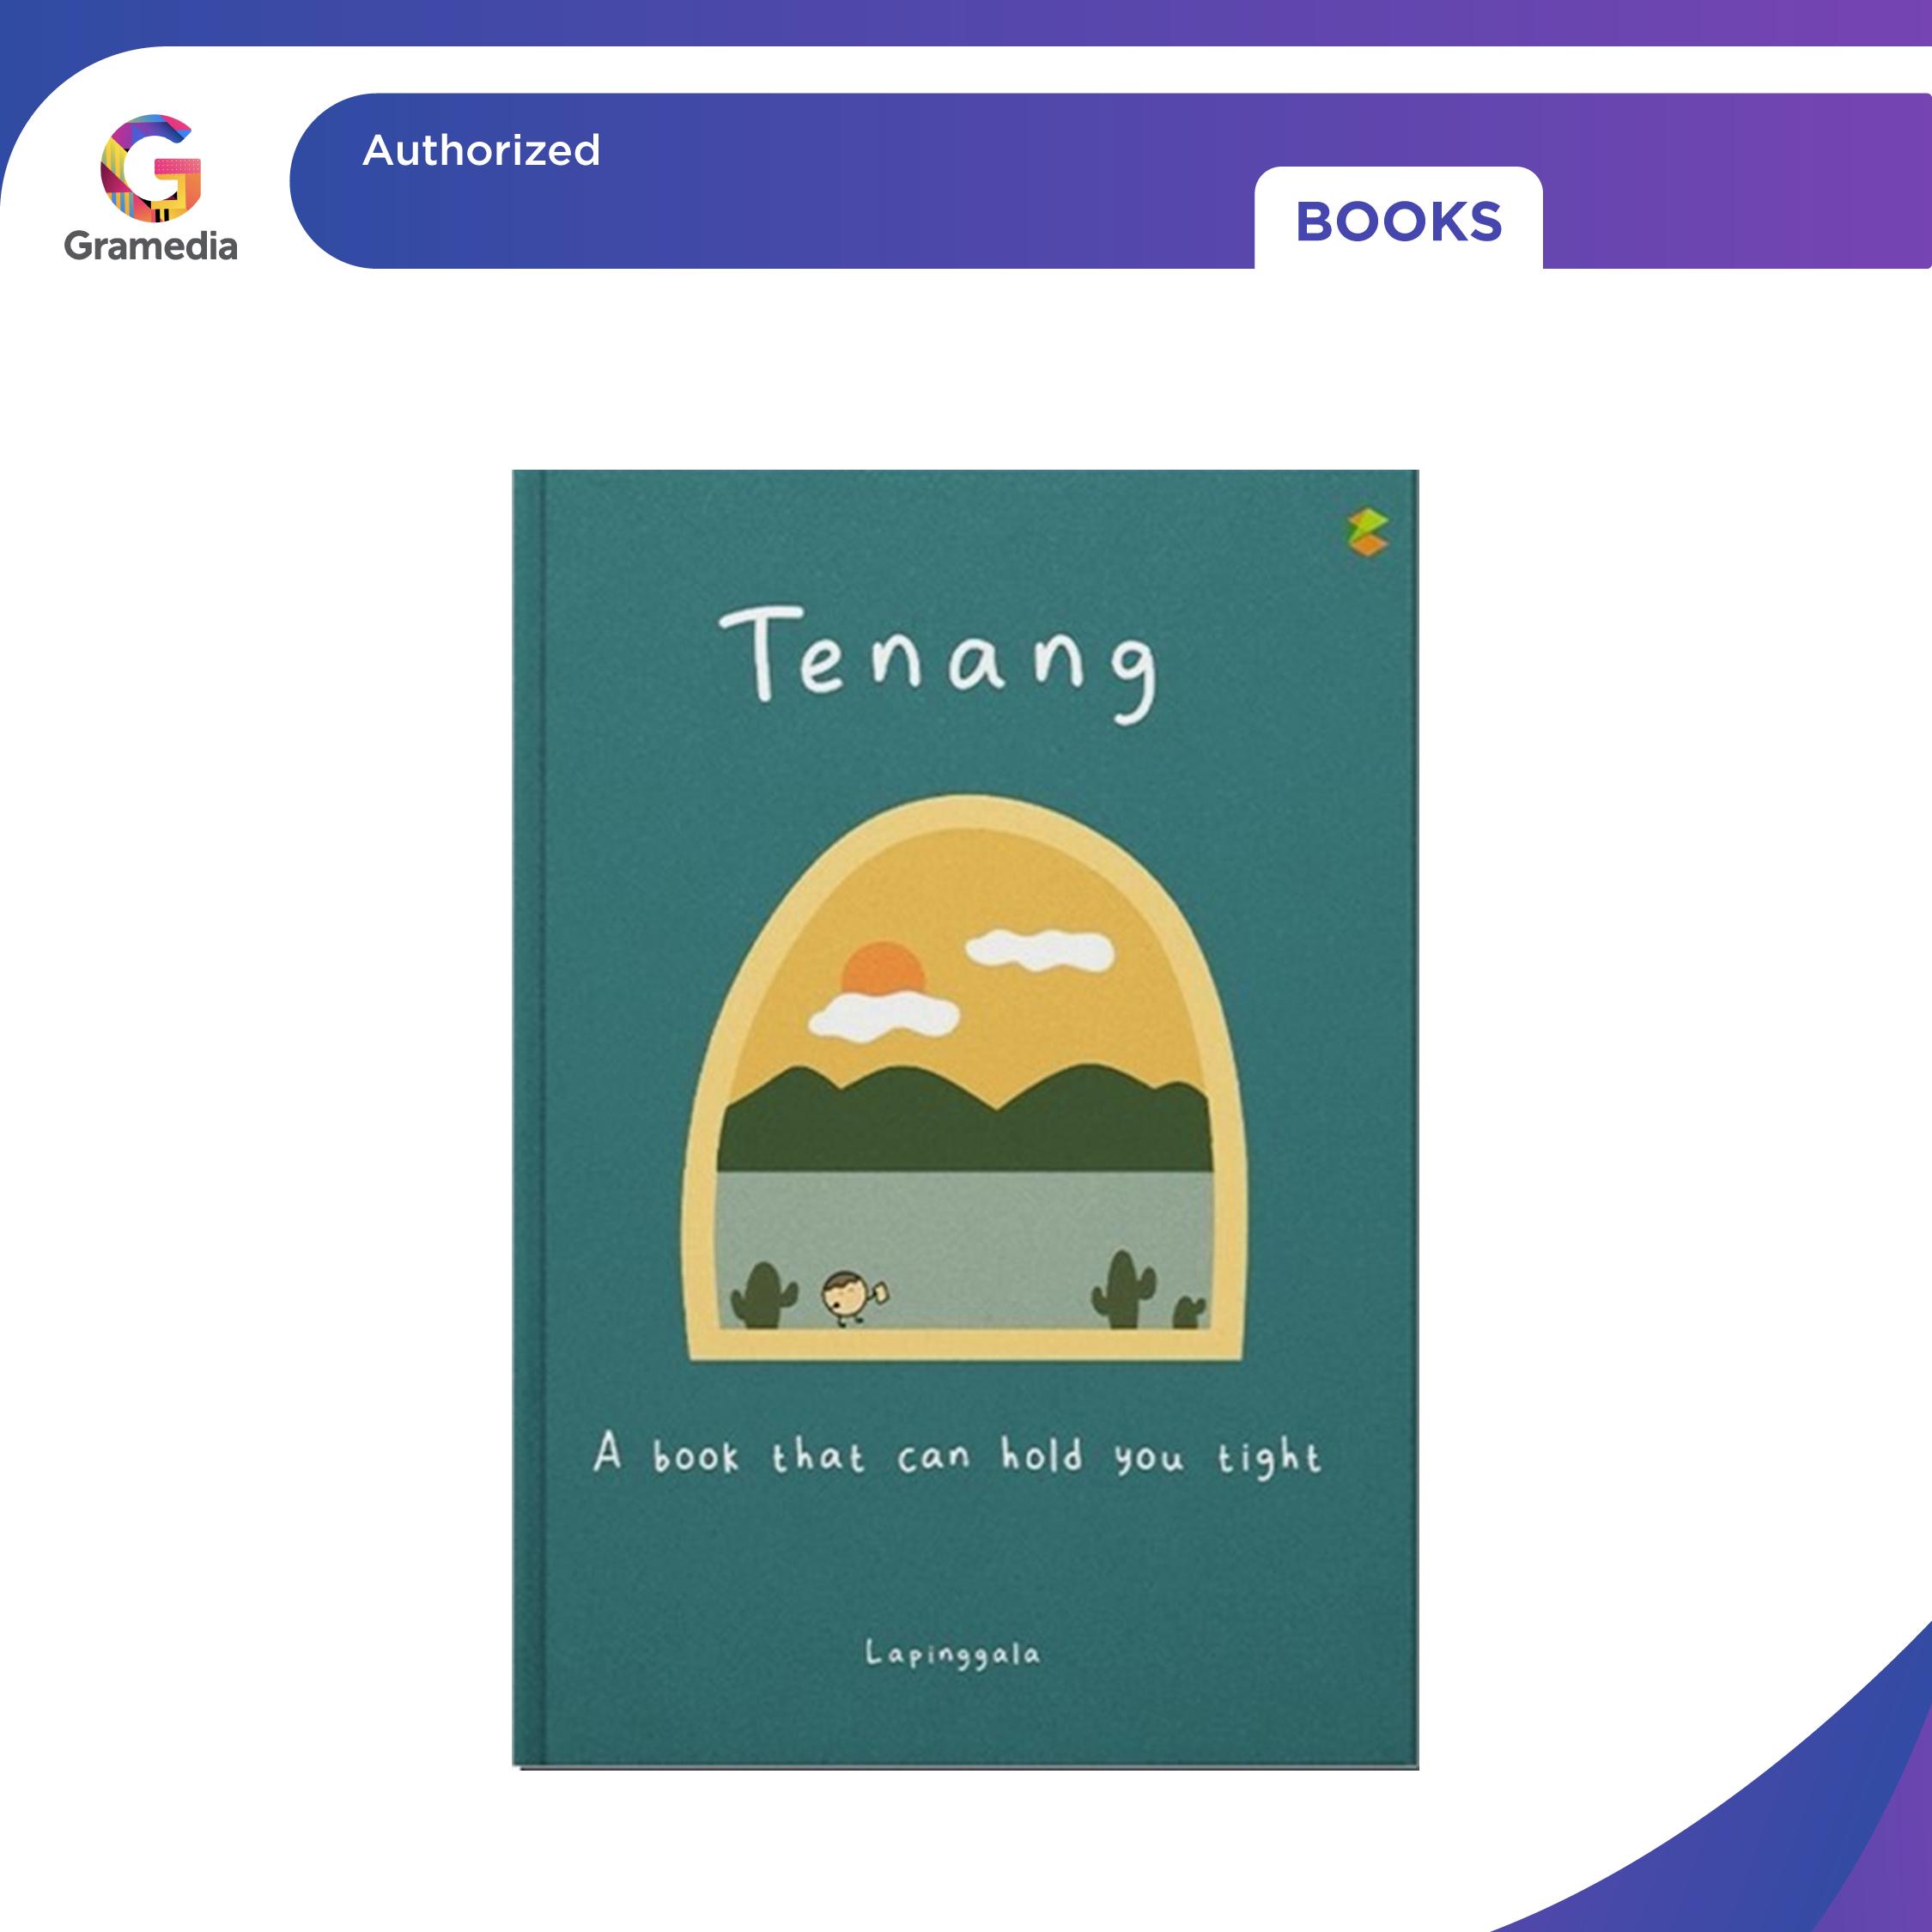 Gramedia
Authorized
BOOKS
Tenang
A book that can hold you tight
Lapinggala